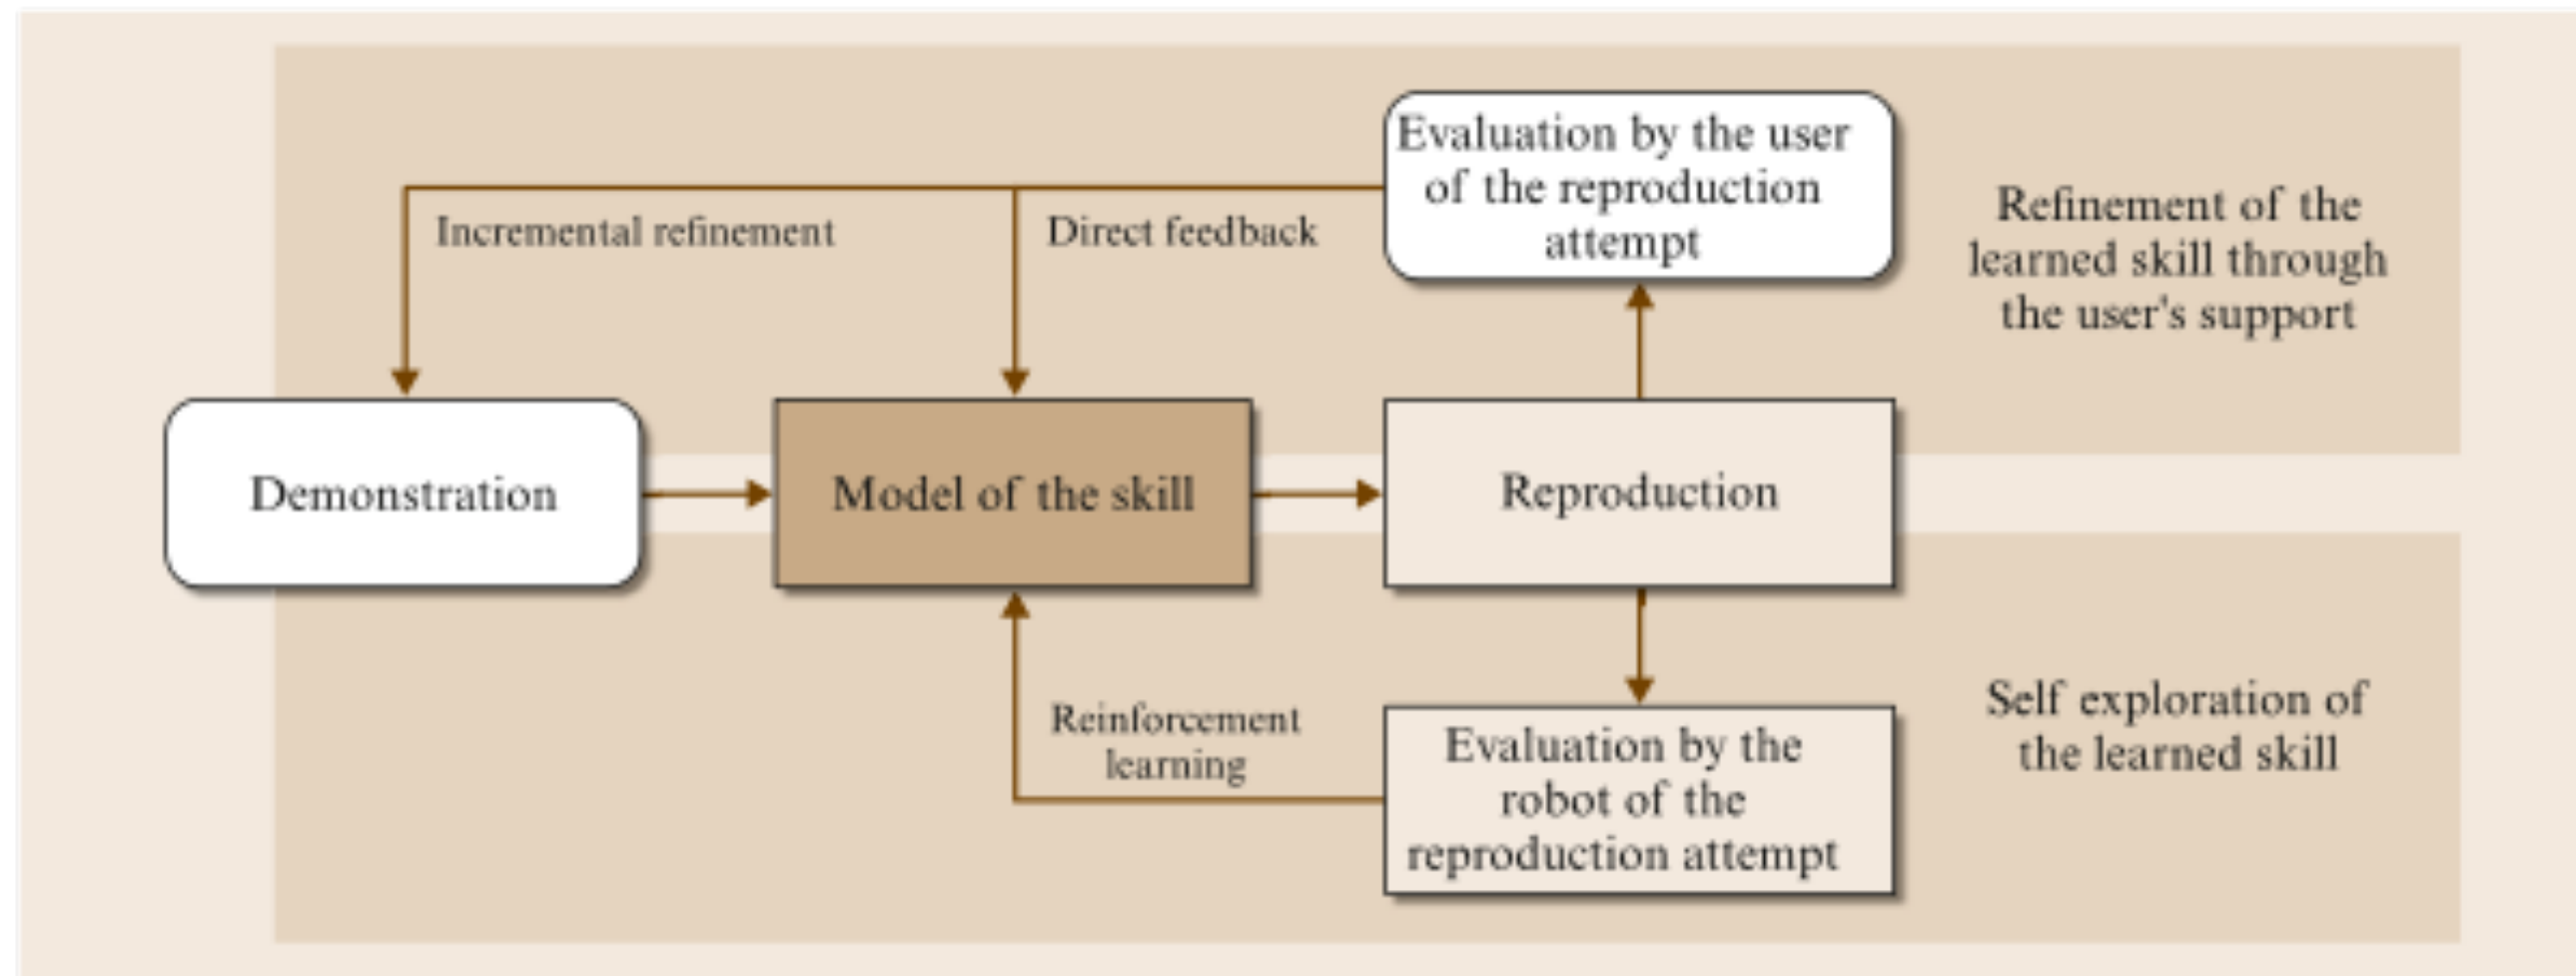 Evaluation by the user
of the reproduction
attempt
Refinement of the
learned skill through
the user's support
Incremental refinement
Direct feedback
Demonstration
Model of the skill
Reproduction
Reinforcement
learning
Evaluation by the
robot of the
reproduction attempt
Self exploration of
the learned skill